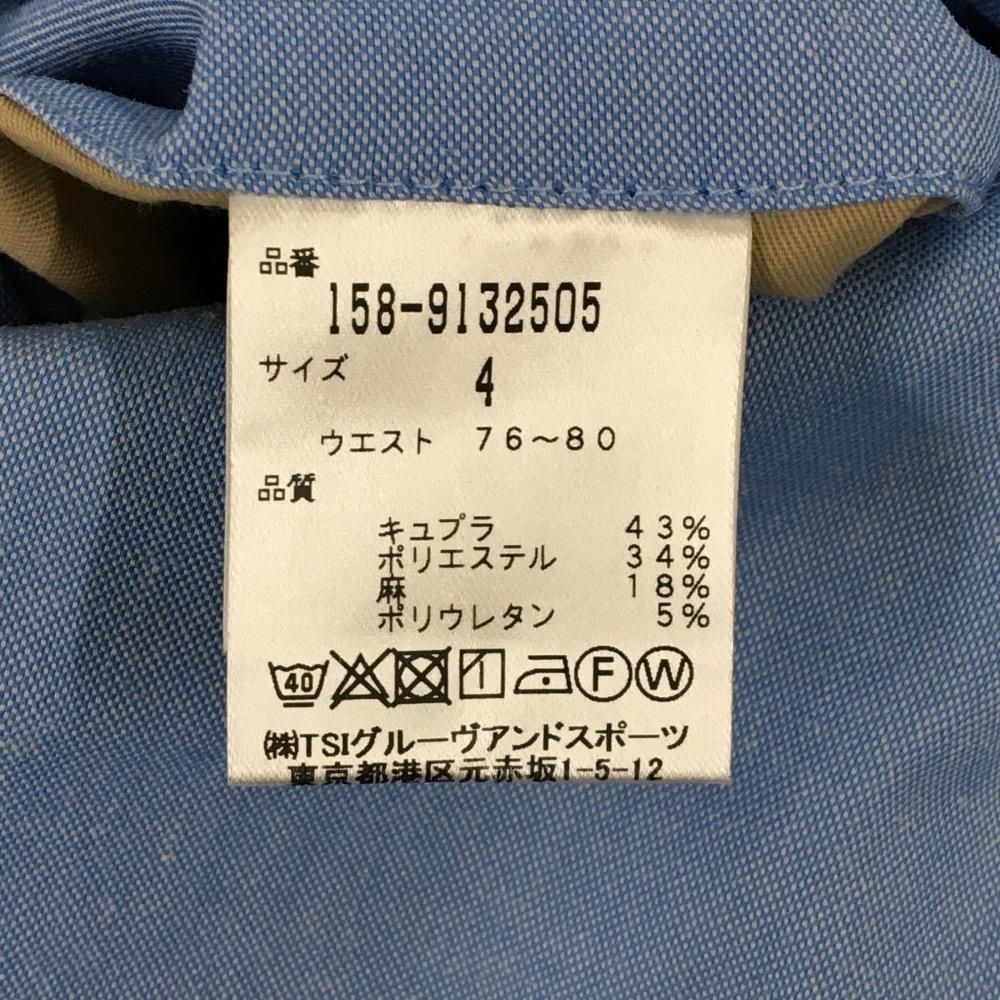 品番
158-9132505
サイズ 4
ウエスト 76～80
品質
キュプラ 43%
ポリエステル 34%
麻 18%
ポリウレタン 5%
40 F W
㈱TSIグルーヴアンドスポーツ
東京都港区元赤坂1-5-12